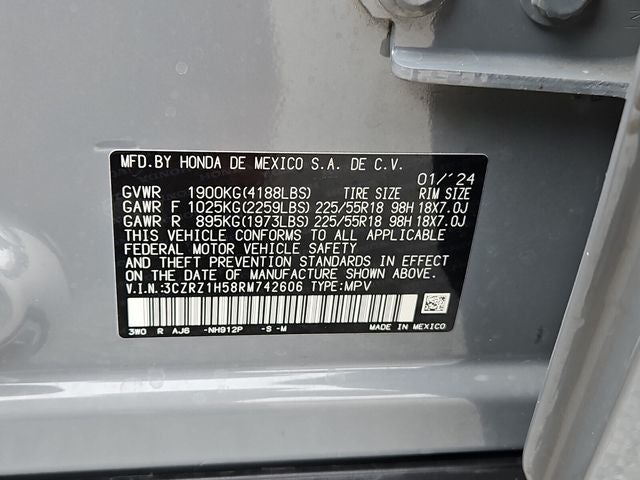 MFD.BY HONDA DE MEXICO S.A. DE C.V.
01/'24
GVWR 1900KG(4188LBS) TIRE SIZE RIM SIZE
GAWR F 1025KG(2259LBS) 225/55R18 98H 18X7.0J
GAWR R 895KG(1973LBS) 225/55R18 98H 18X7.0J
THIS VEHICLE CONFORMS TO ALL APPLICABLE
FEDERAL MOTOR VEHICLE SAFETY
AND THEFT PREVENTION STANDARDS IN EFFECT
ON THE DATE OF MANUFACTURE SHOWN ABOVE.
V.I.N.:3CZRZ1H58RM742606 TYPE:MPV
3WO R AJ6 -NH912P -S-M MADE IN MEXICO